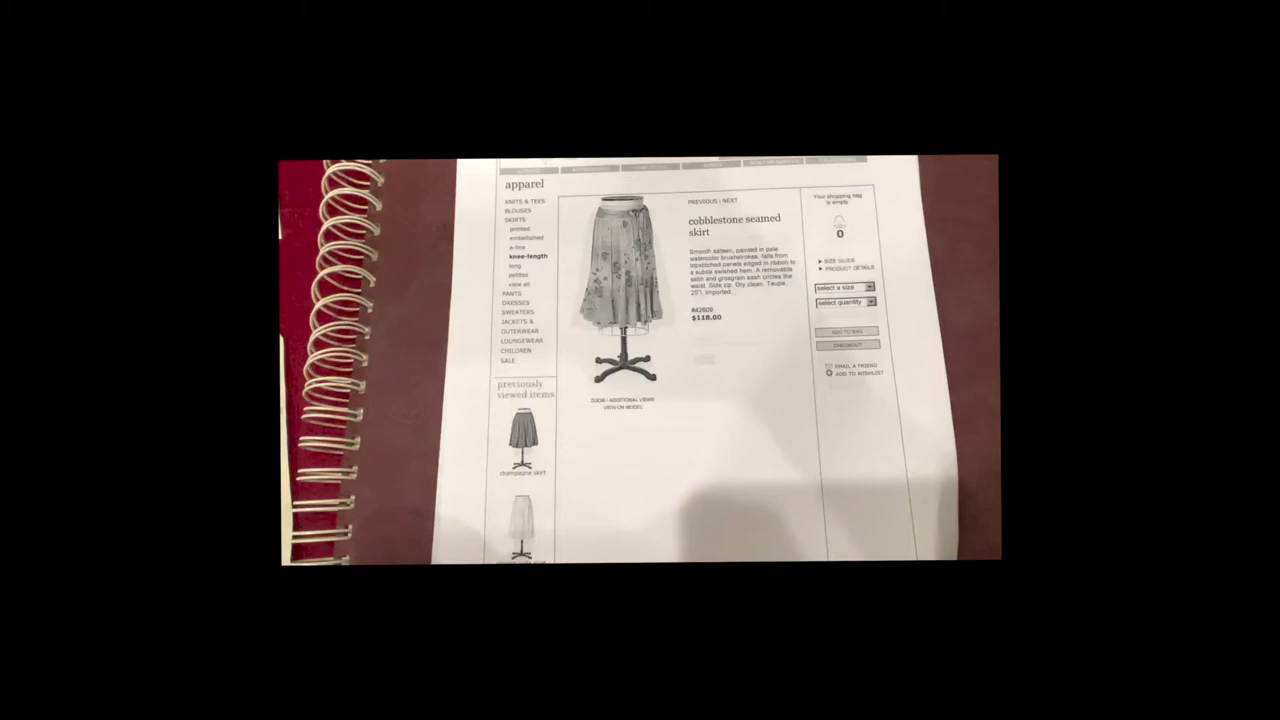 apparel
KNITS & TEES
BLOUSES
SKIRTS
printed
embellished
a-line
knee-length
long
petites
view all
PANTS
DRESSES
SWEATERS
JACKETS &
OUTERWEAR
LOUNGEWEAR
CHILDREN
SALE
previously
viewed items
champagne skirt
ZOOM | ADDITIONAL VIEWS
VIEW ON MODEL
PREVIOUS | NEXT
cobblestone seamed
skirt
Smooth sateen, painted in pale
watercolor brushstrokes, falls from
topstitched panels edged in ribbon to
a subtle swished hem. A removable
satin and grosgrain sash circles the
waist. Side zip. Dry clean. Taupe.
25"l. Imported.
#42609
$118.00
Your shopping bag
is empty
0
SIZE GUIDE
PRODUCT DETAILS
select a size
select quantity
ADD TO BAG
CHECKOUT
EMAIL A FRIEND
ADD TO WISHLIST